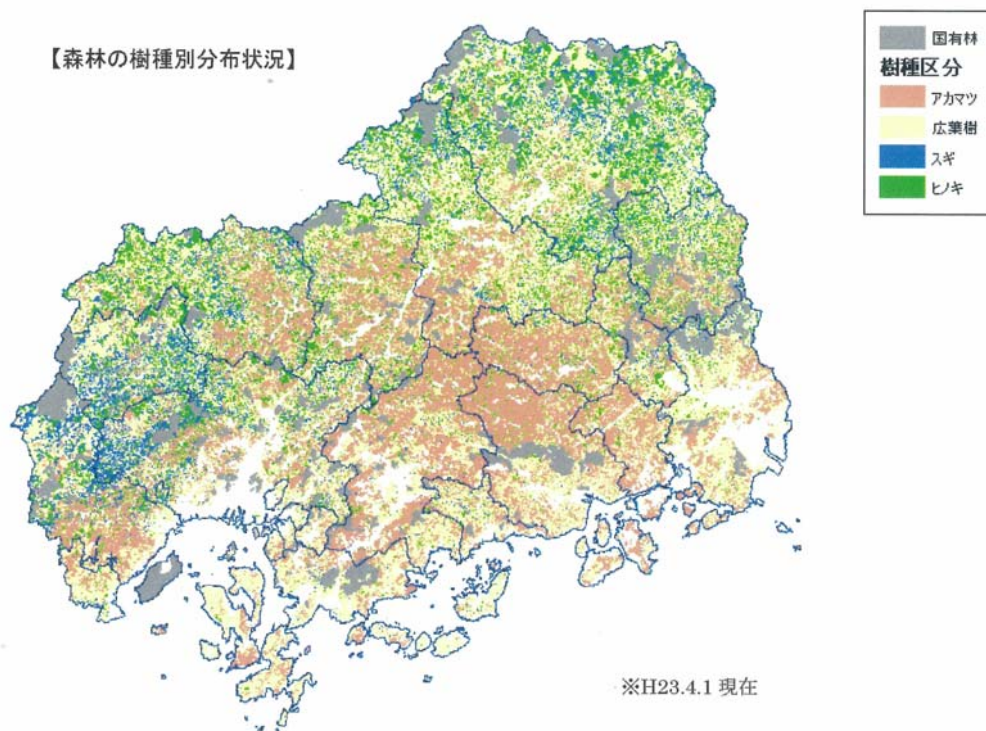 【森林の樹種別分布状況】
国有林
樹種区分
アカマツ
広葉樹
スギ
ヒノキ
※H23.4.1 現在